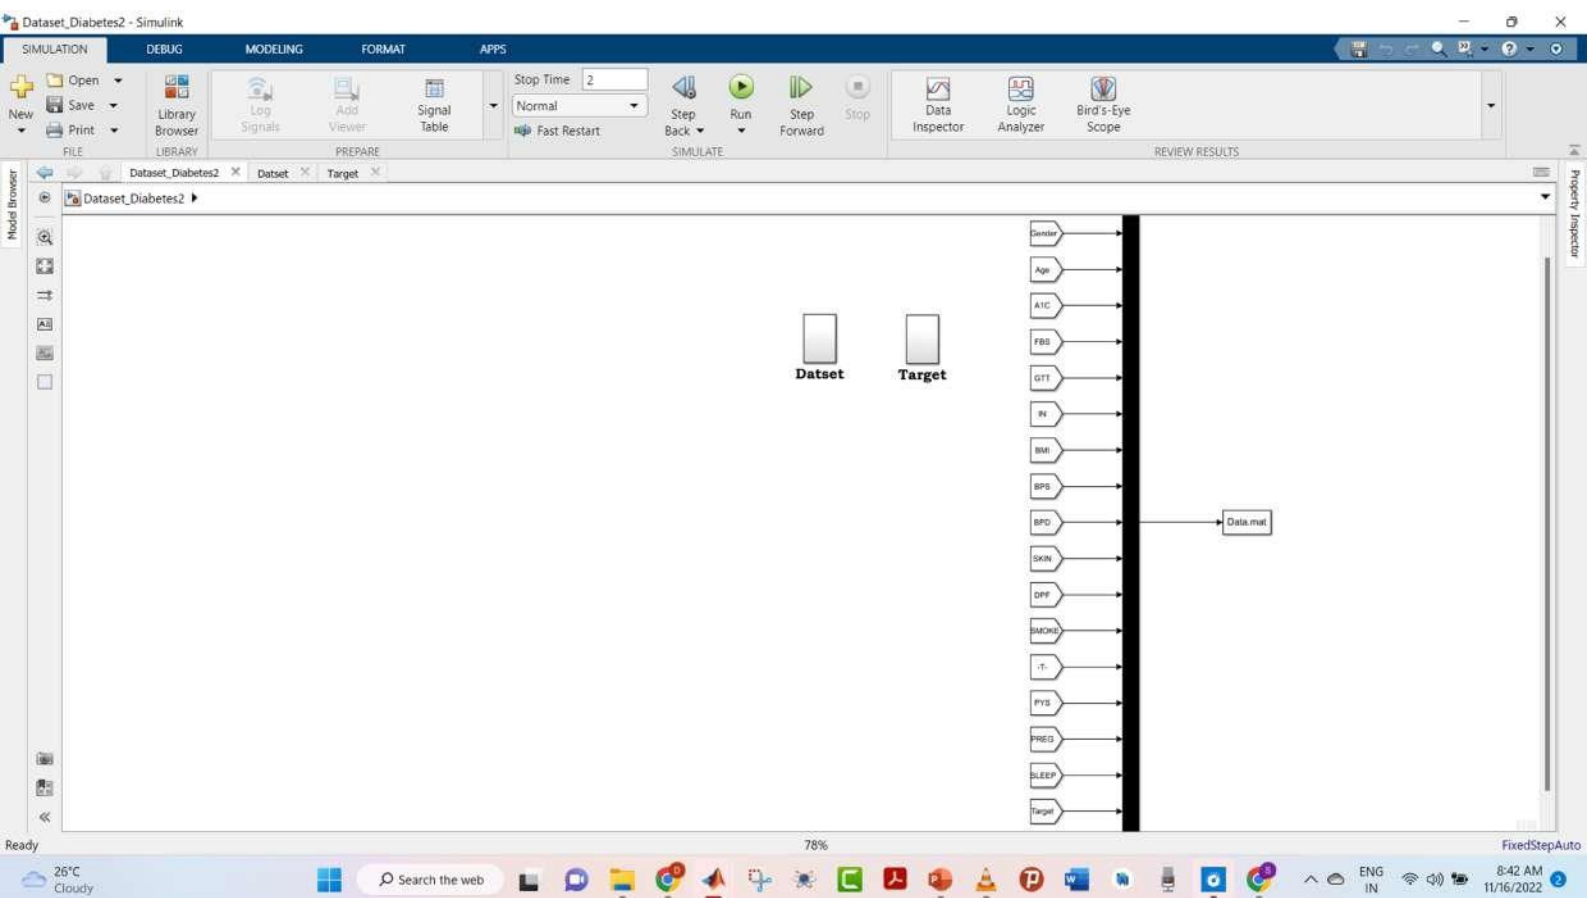 Dataset_Diabetes2 - Simulink
SIMULATION DEBUG MODELING FORMAT APPS
New
Open
Save
Print
FILE
Library Browser
LIBRARY
Log Signals
Add Viewer
Signal Table
PREPARE
Stop Time 2
Normal
Fast Restart
Step Back
Run
Step Forward
Stop
SIMULATE
Data Inspector
Logic Analyzer
Bird's-Eye Scope
REVIEW RESULTS
Model Browser
Dataset_Diabetes2 Datset Target
Property Inspector
Dataset_Diabetes2
Gender
Age
A1C
FBS
GTT
IN
BMI
BPS
BPD
SKIN
DPF
SMOKE
-T-
PYS
PREG
SLEEP
Target
Datset
Target
Data.mat
Ready 78% FixedStepAuto
26°C
Cloudy
Search the web
ENG
IN
8:42 AM
11/16/2022
2